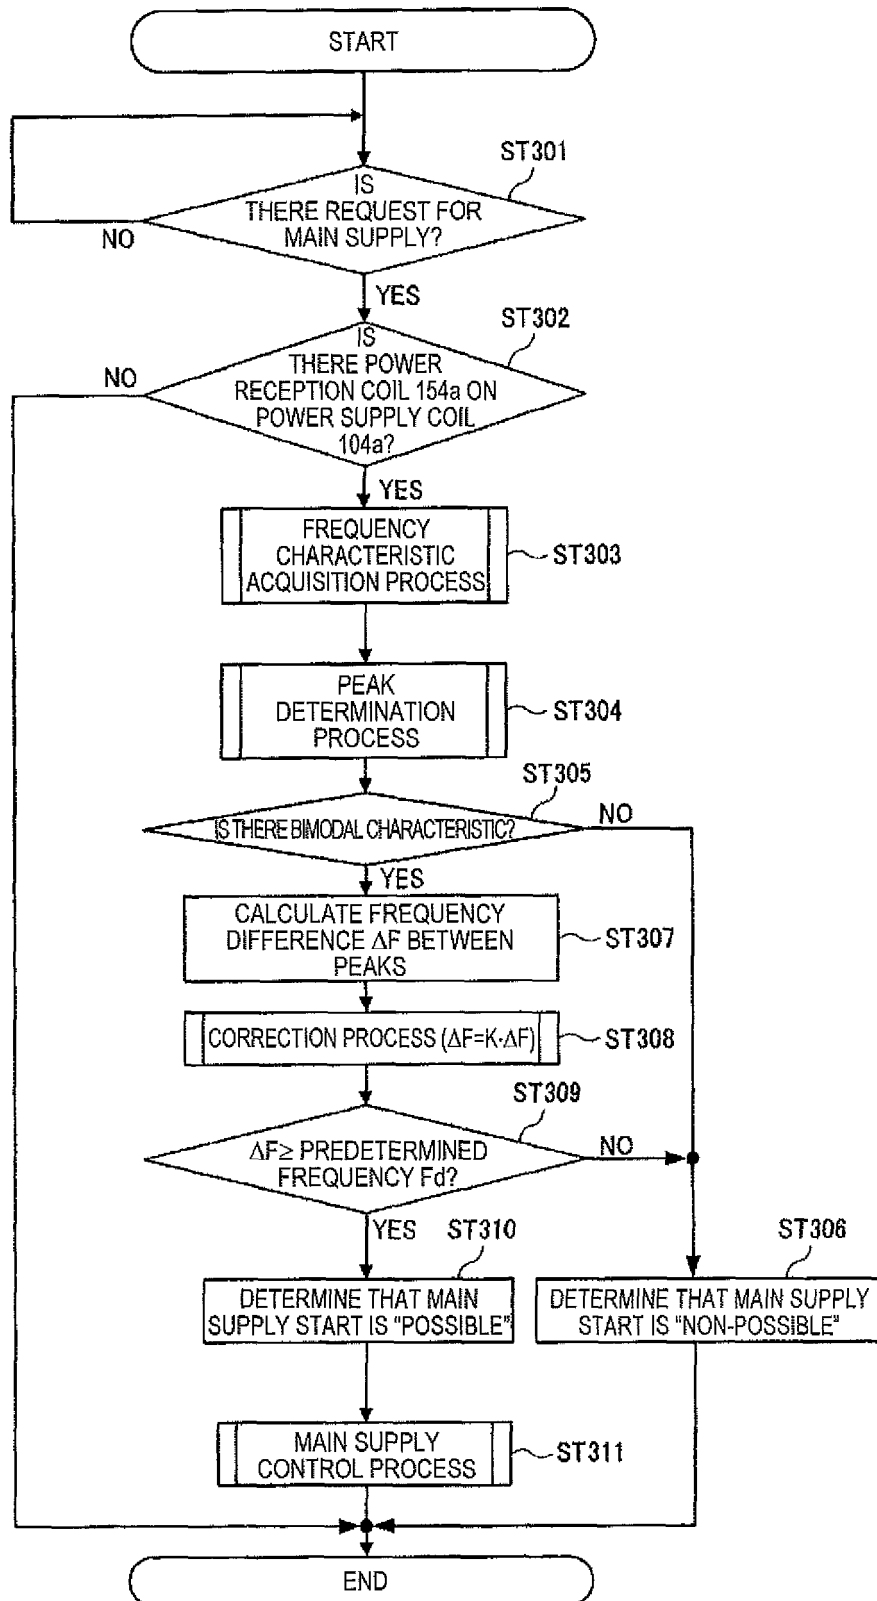 START
ST301
IS
THERE REQUEST FOR
MAIN SUPPLY?
NO
YES
ST302
IS
THERE POWER
RECEPTION COIL 154a ON
POWER SUPPLY COIL
104a?
NO
YES
FREQUENCY
CHARACTERISTIC
ACQUISITION PROCESS
ST303
PEAK
DETERMINATION
PROCESS
ST304
ST305
IS THERE BIMODAL CHARACTERISTIC?
NO
YES
CALCULATE FREQUENCY
DIFFERENCE ΔF BETWEEN
PEAKS
ST307
CORRECTION PROCESS (ΔF=K·ΔF)
ST308
ST309
ΔF≥ PREDETERMINED
FREQUENCY Fd?
NO
YES
ST310
DETERMINE THAT MAIN
SUPPLY START IS "POSSIBLE"
ST306
DETERMINE THAT MAIN SUPPLY
START IS "NON-POSSIBLE"
MAIN SUPPLY
CONTROL PROCESS
ST311
END